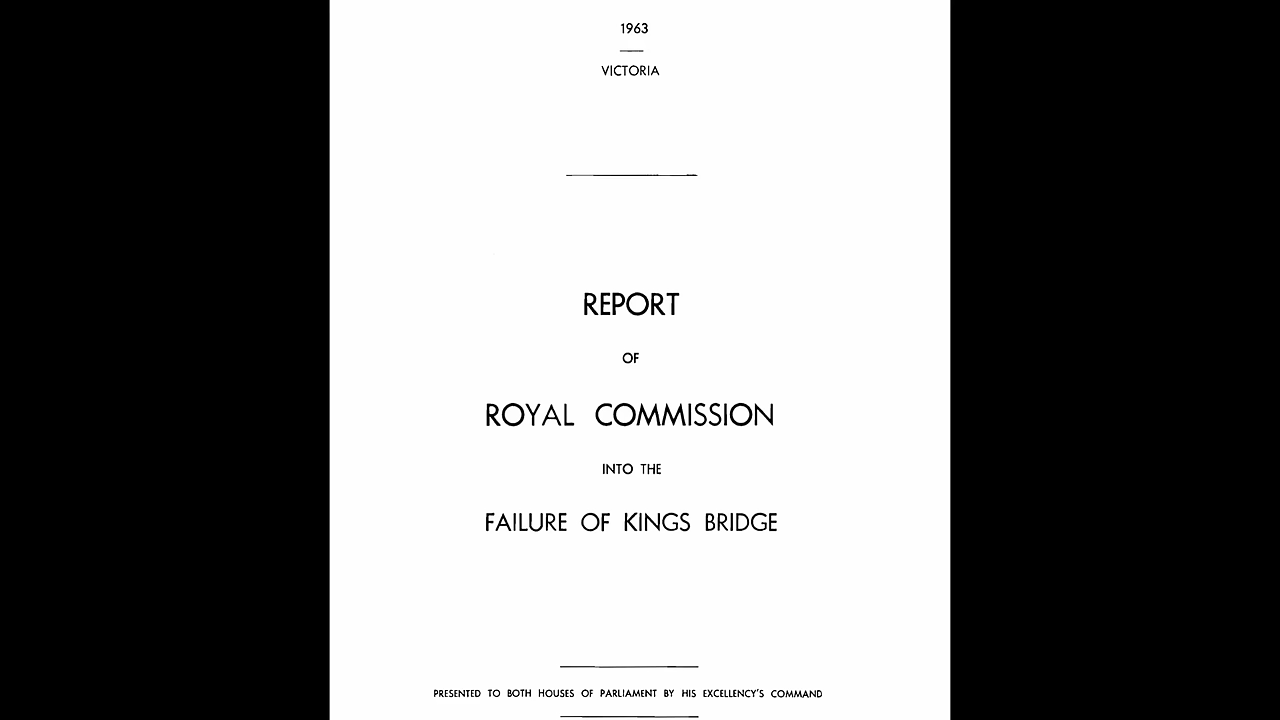 1963
VICTORIA
REPORT
OF
ROYAL COMMISSION
INTO THE
FAILURE OF KINGS BRIDGE
PRESENTED TO BOTH HOUSES OF PARLIAMENT BY HIS EXCELLENCY'S COMMAND